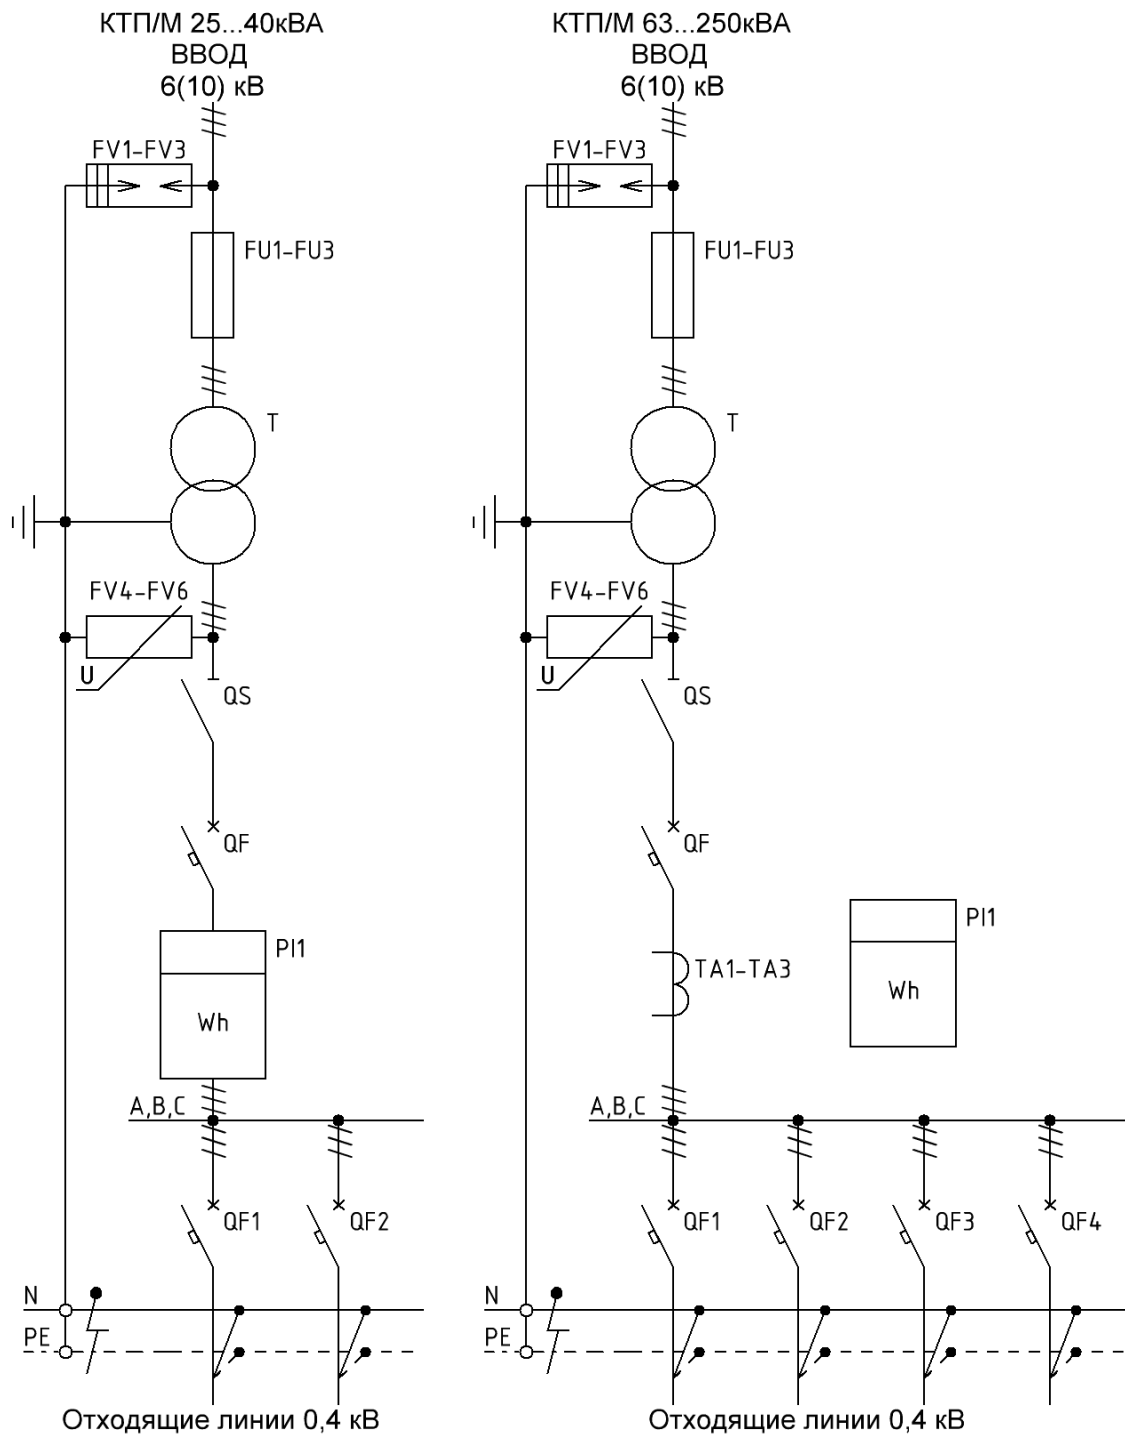 КТП/М 25...40кВА
ВВОД
6(10) кВ
FV1-FV3
FU1-FU3
T
FV4-FV6
U
QS
QF
PI1
Wh
A,B,C
QF1
QF2
N
PE
Отходящие линии 0,4 кВ
КТП/М 63...250кВА
ВВОД
6(10) кВ
FV1-FV3
FU1-FU3
T
FV4-FV6
U
QS
QF
TA1-TA3
PI1
Wh
A,B,C
QF1
QF2
QF3
QF4
N
PE
Отходящие линии 0,4 кВ